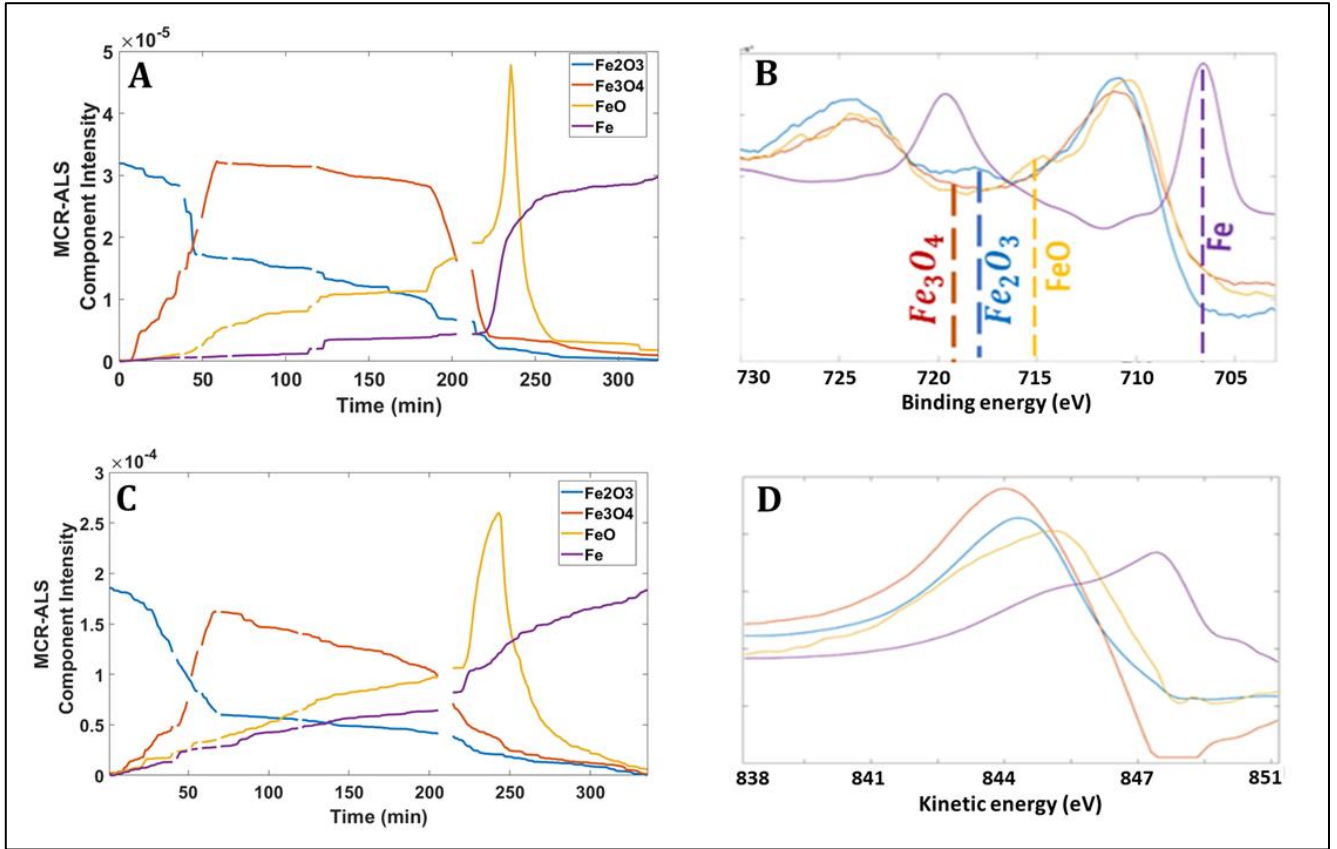 A
×10⁻⁵
5
4
3
2
1
0
MCR-ALS
Component Intensity
Fe2O3
Fe3O4
FeO
Fe
0 50 100 150 200 250 300
Time (min)
B
Fe₃O₄
Fe₂O₃
FeO
Fe
730 725 720 715 710 705
Binding energy (eV)
C
×10⁻⁴
3
2.5
2
1.5
1
0.5
0
MCR-ALS
Component Intensity
Fe2O3
Fe3O4
FeO
Fe
50 100 150 200 250 300
Time (min)
D
838 841 844 847 851
Kinetic energy (eV)